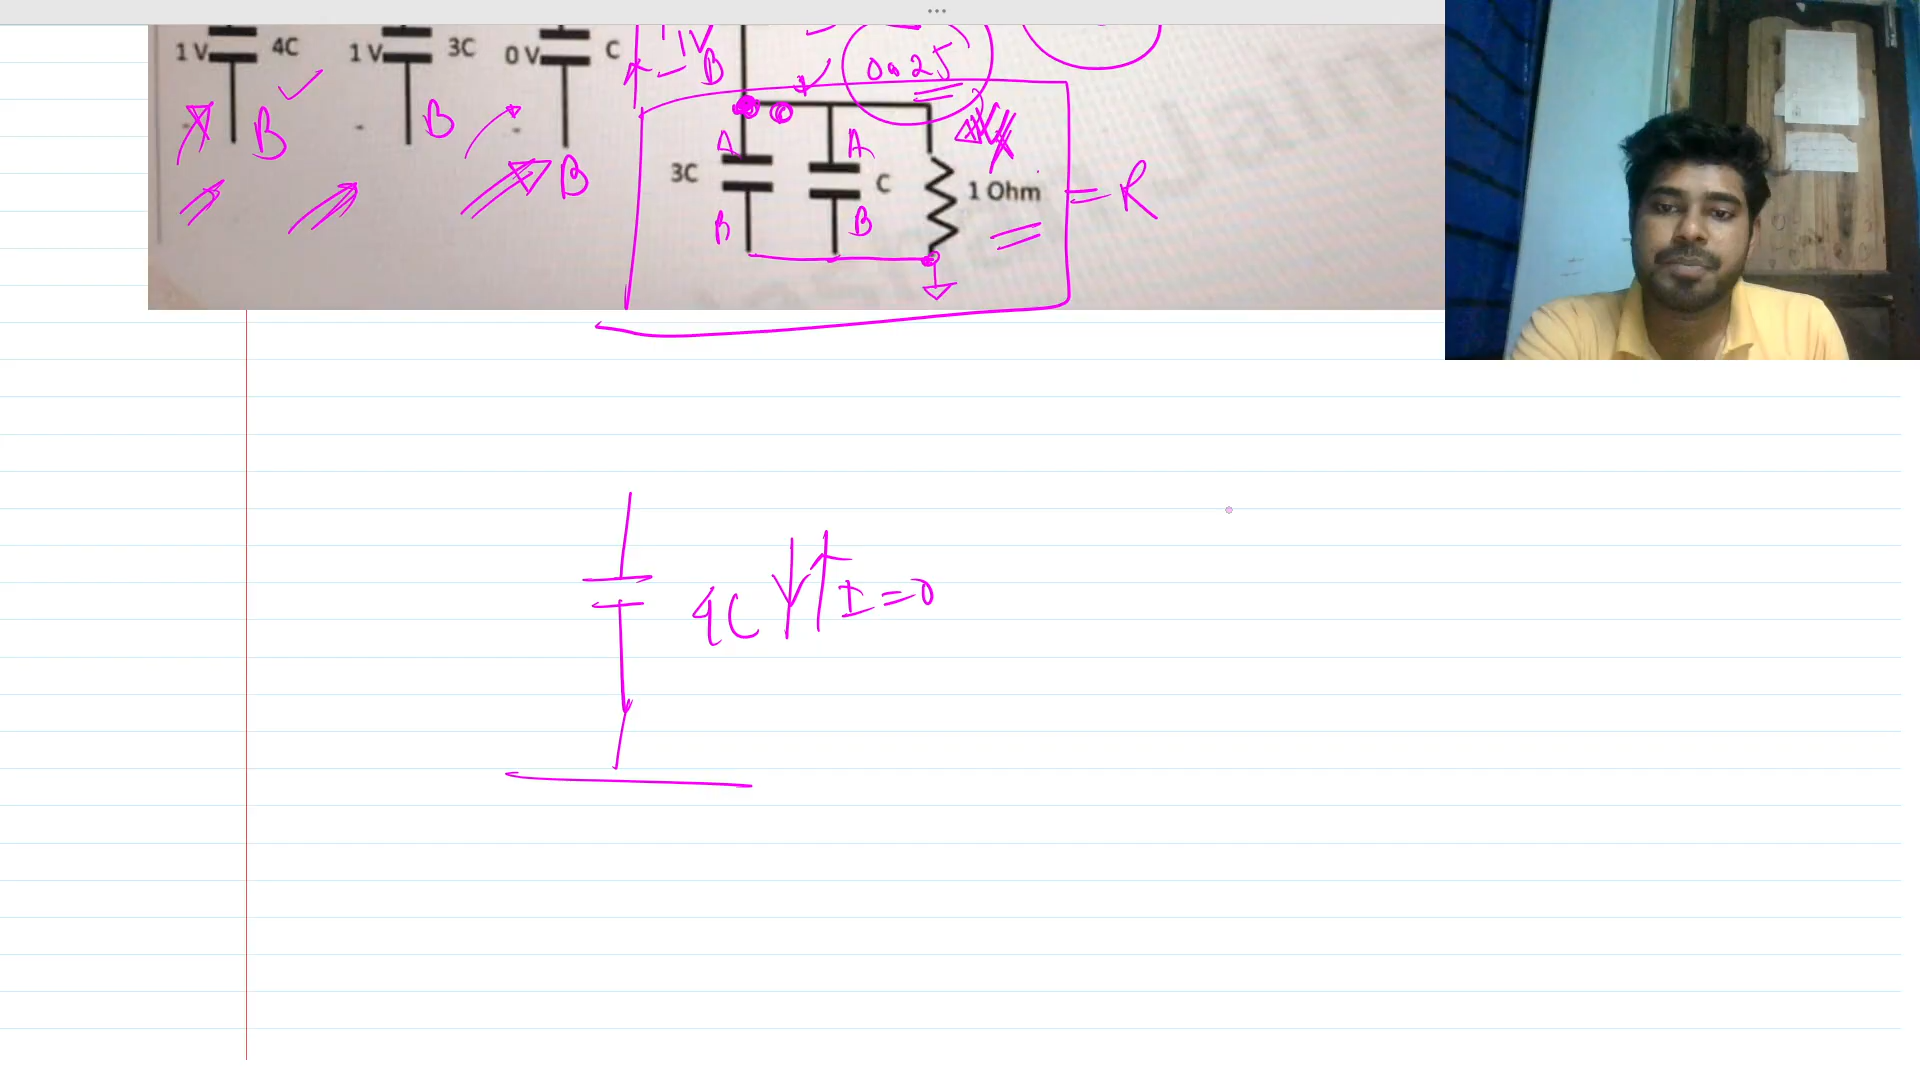 1 V 4C 1 V 3C 0 V C 1V B 0.25
B B B
A A
3C C 1 Ohm = R
B B
4C I=0